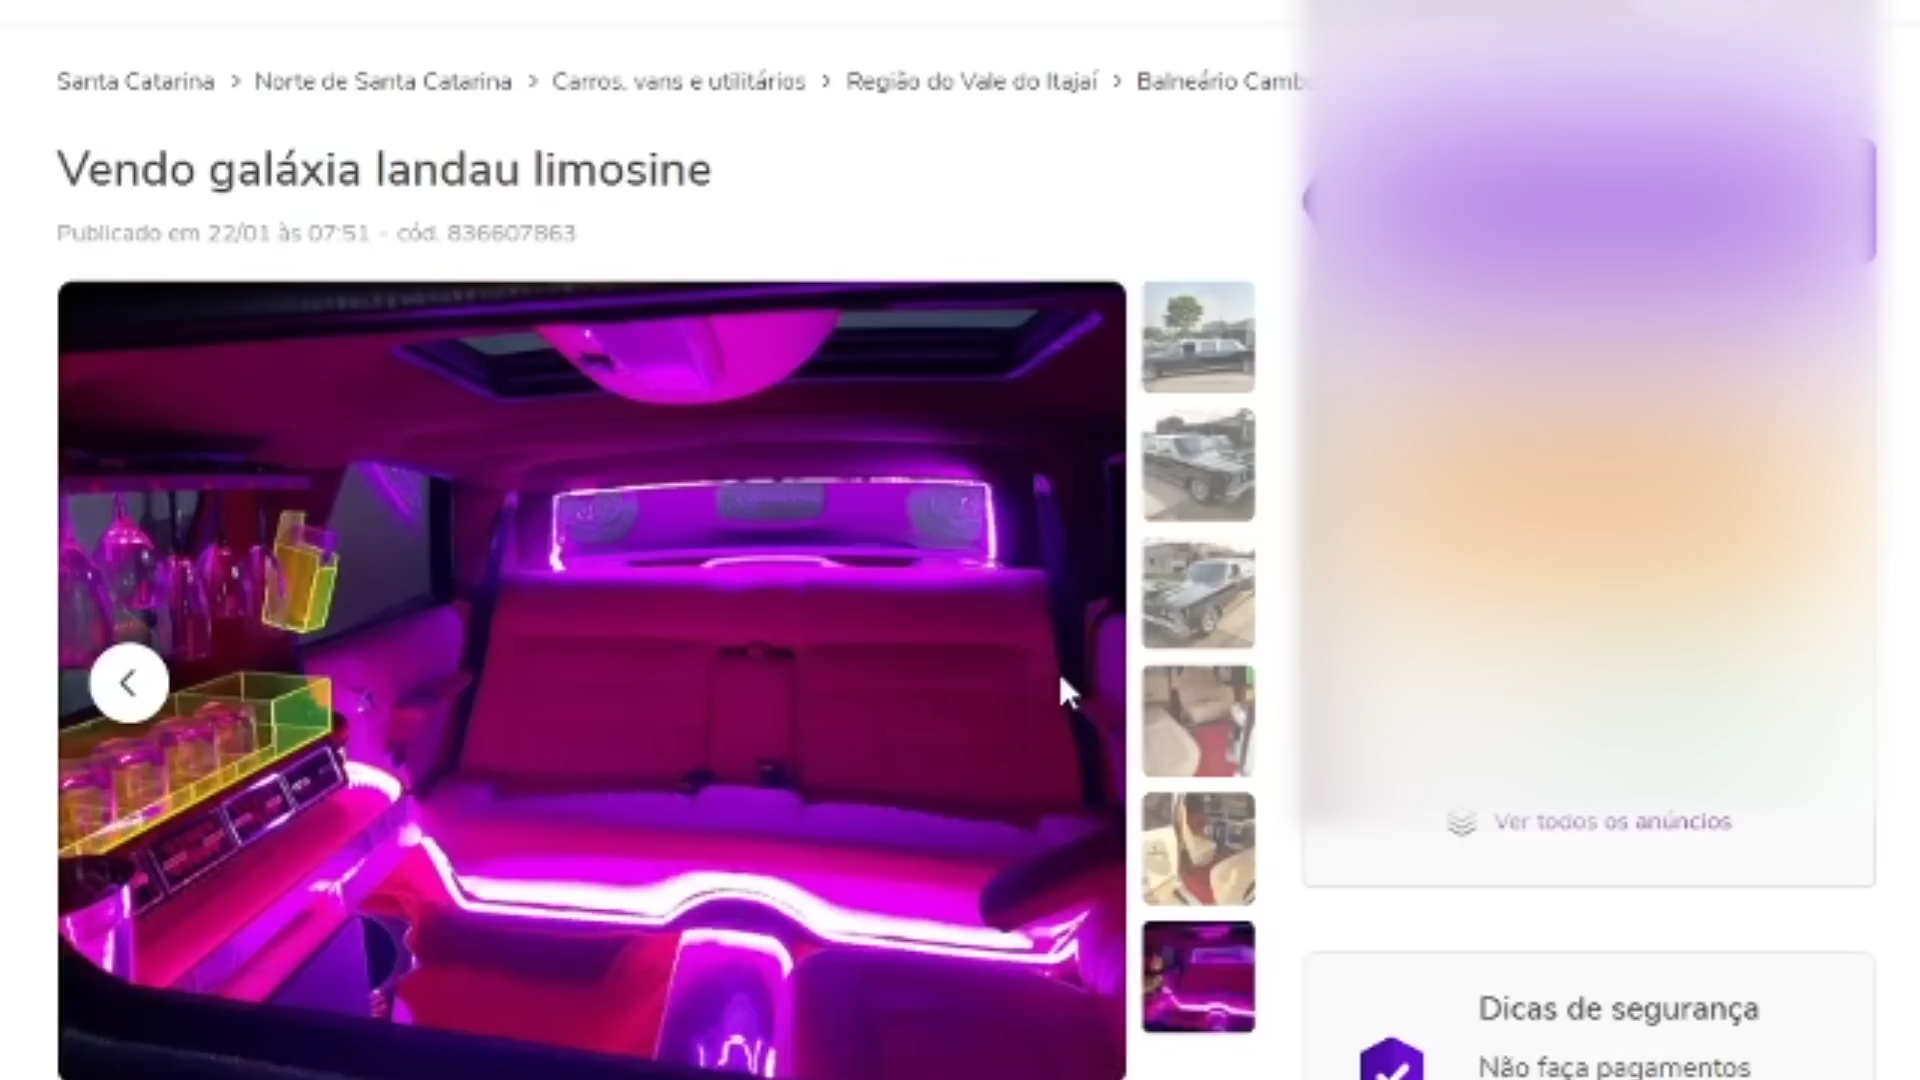 Santa Catarina > Norte de Santa Catarina > Carros, vans e utilitários > Região do Vale do Itajaí > Balneário Cambo
Vendo galáxia landau limosine
Publicado em 22/01 às 07:51 - cód. 836607863
Ver todos os anúncios
Dicas de segurança
Não faça pagamentos